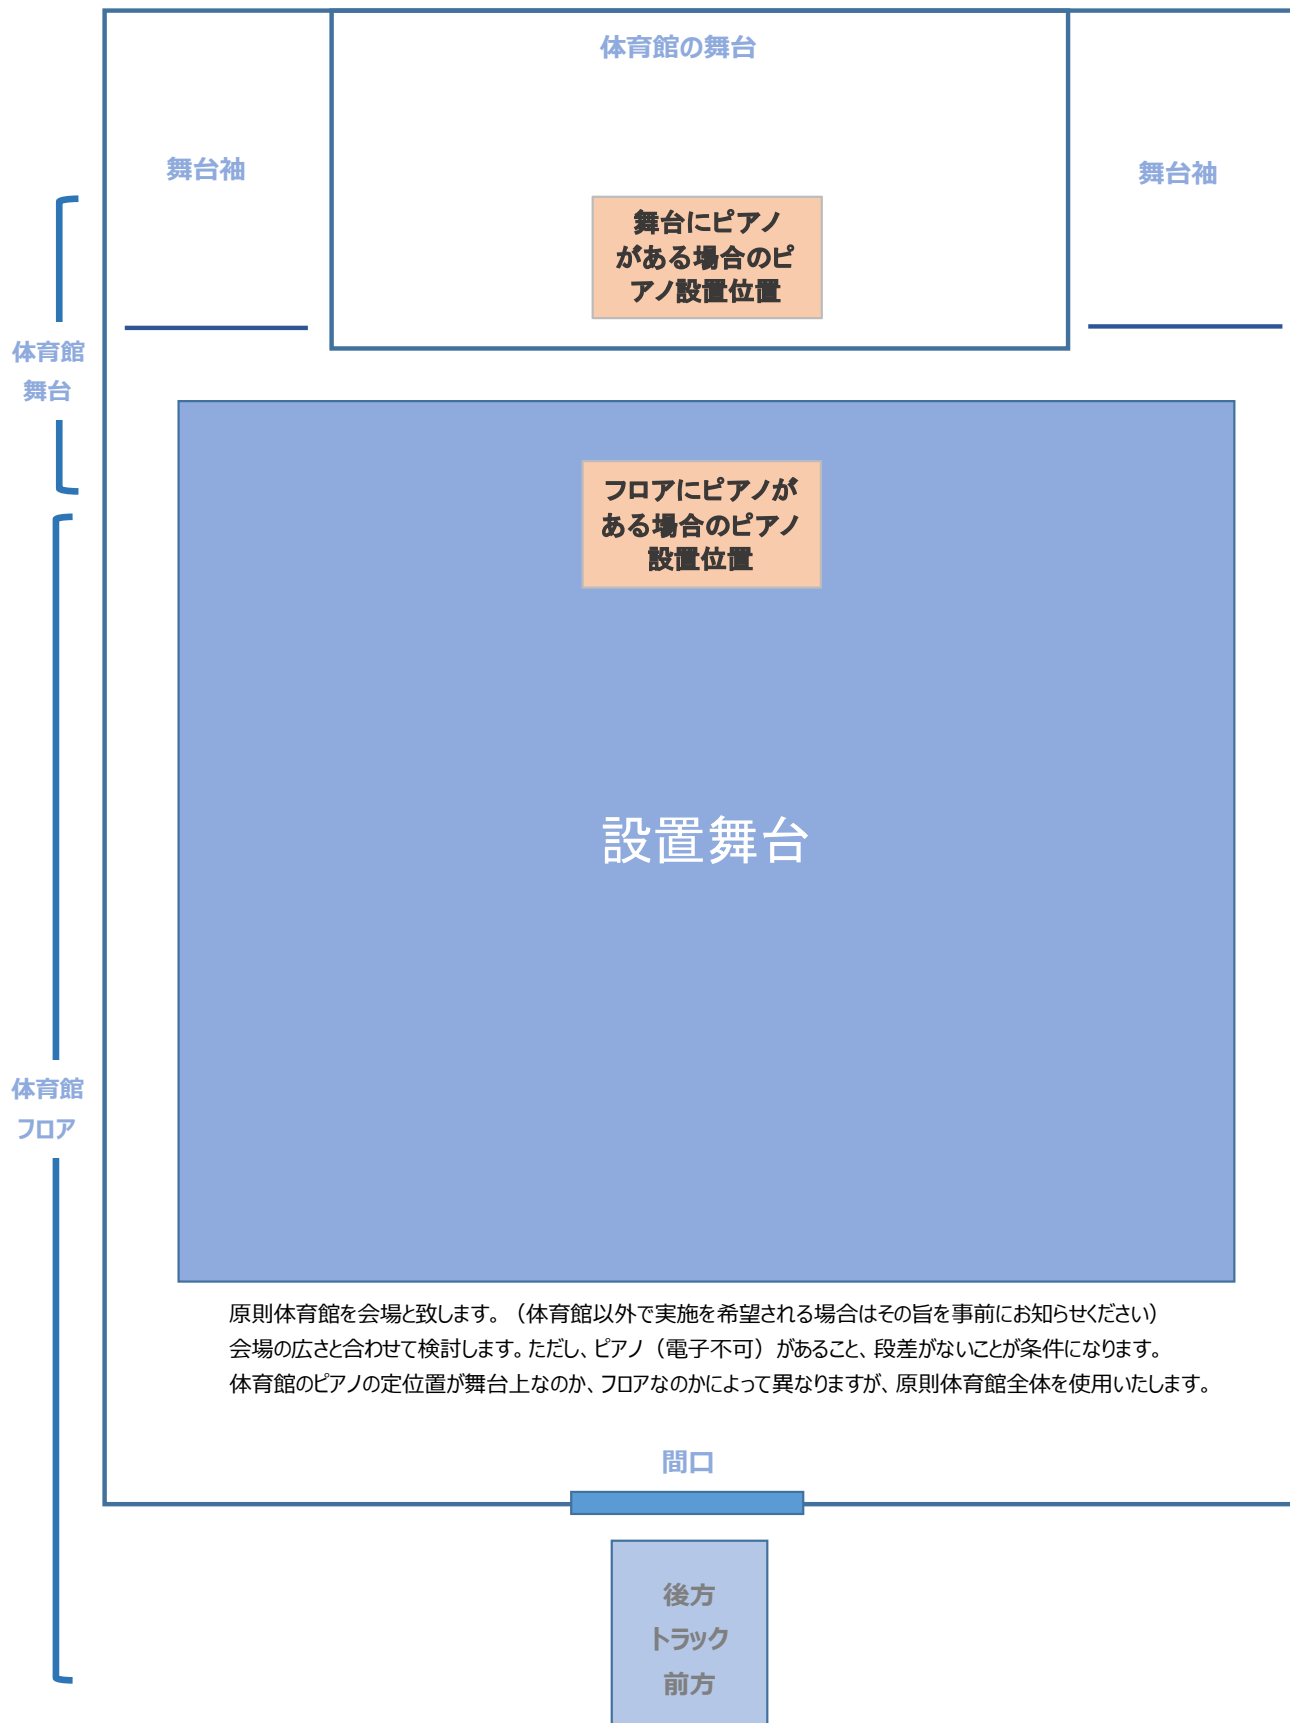 体育館の舞台
舞台袖
舞台袖
舞台にピアノ
がある場合のピ
アノ設置位置
体育館
舞台
フロアにピアノが
ある場合のピアノ
設置位置
設置舞台
体育館
フロア
原則体育館を会場と致します。（体育館以外で実施を希望される場合はその旨を事前にお知らせください）
会場の広さと合わせて検討します。ただし、ピアノ（電子不可）があること、段差がないことが条件になります。
体育館のピアノの定位置が舞台上なのか、フロアなのかによって異なりますが、原則体育館全体を使用いたします。
間口
後方
トラック
前方